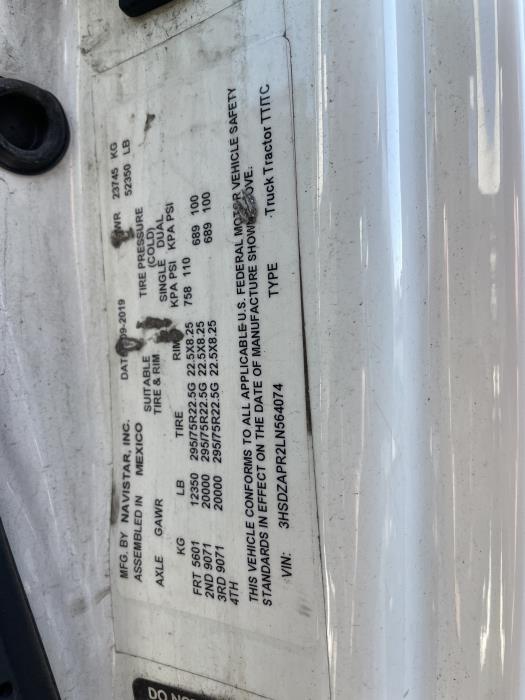 MFG. BY NAVISTAR, INC. 09-2019 23745 KG
ASSEMBLED IN MEXICO 52350 LB
SUITABLE TIRE PRESSURE
AXLE GAWR TIRE & RIM (COLD)
SINGLE DUAL
KG LB TIRE RIM KPA PSI KPA PSI
FRT 5601 12350 295/75R22.5G 22.5X8.25 758 110
2ND 9071 20000 295/75R22.5G 22.5X8.25 689 100
3RD 9071 20000 295/75R22.5G 22.5X8.25 689 100
4TH
THIS VEHICLE CONFORMS TO ALL APPLICABLE U.S. FEDERAL MOTOR VEHICLE SAFETY
STANDARDS IN EFFECT ON THE DATE OF MANUFACTURE SHOWN ABOVE.
VIN: 3HSDZAPR2LN564074 TYPE Truck Tractor TT/TC
DO